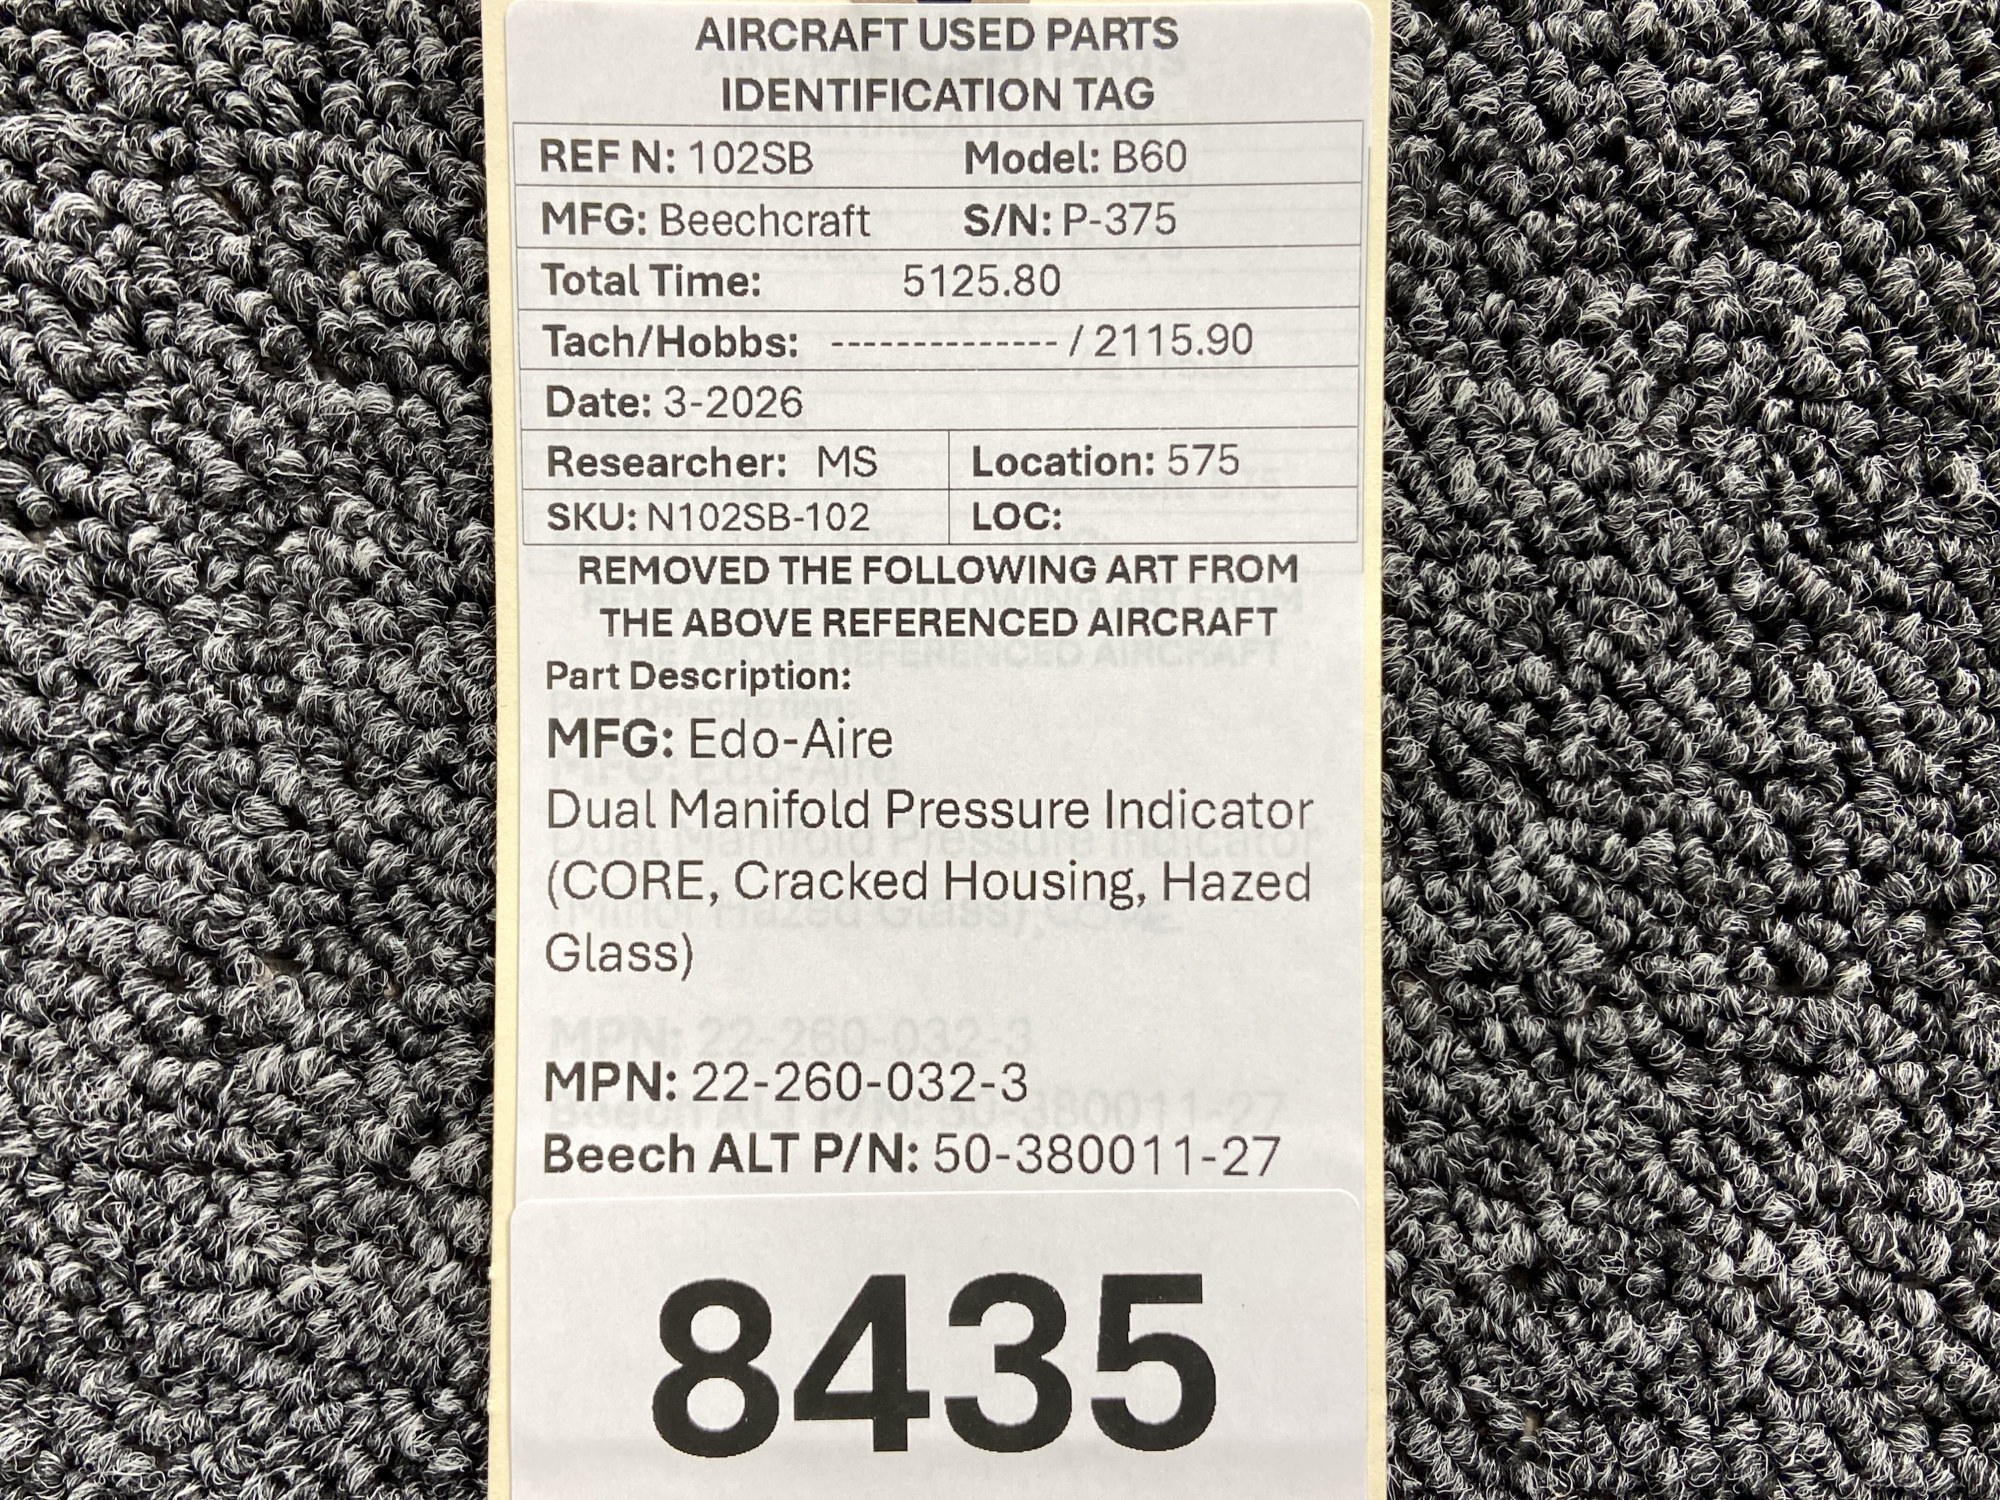 AIRCRAFT USED PARTS
IDENTIFICATION TAG
REF N: 102SB Model: B60
MFG: Beechcraft S/N: P-375
Total Time: 5125.80
Tach/Hobbs: -------------- / 2115.90
Date: 3-2026
Researcher: MS Location: 575
SKU: N102SB-102 LOC:
REMOVED THE FOLLOWING ART FROM
THE ABOVE REFERENCED AIRCRAFT
Part Description:
MFG: Edo-Aire
Dual Manifold Pressure Indicator
(CORE, Cracked Housing, Hazed
Glass)
MPN: 22-260-032-3
Beech ALT P/N: 50-380011-27
8435